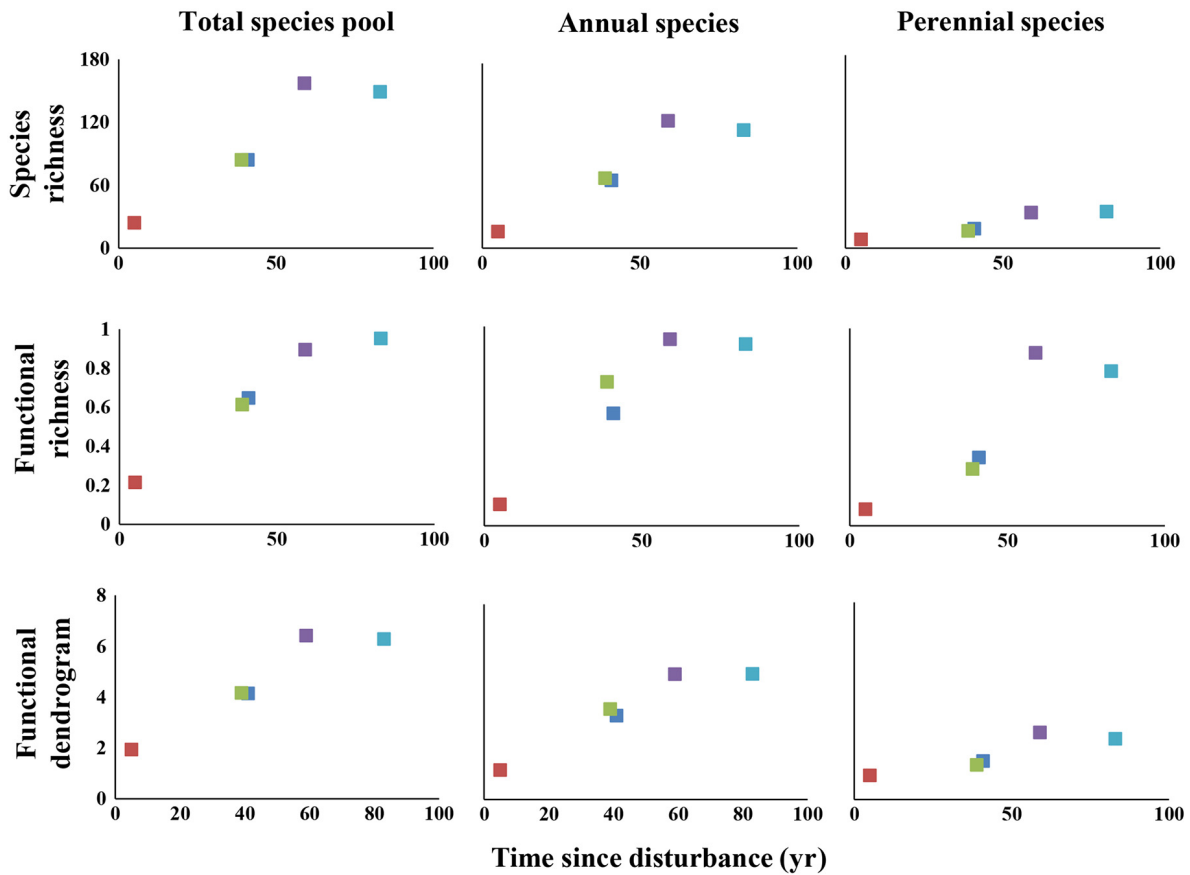 Total species pool
Annual species
Perennial species
Species
richness
180
120
60
0
0 50 100
0 50 100
0 50 100
Functional
richness
1
0.8
0.6
0.4
0.2
0
0 50 100
0 50 100
0 50 100
Functional
dendrogram
8
6
4
2
0
0 20 40 60 80 100
0 20 40 60 80 100
0 50 100
Time since disturbance (yr)